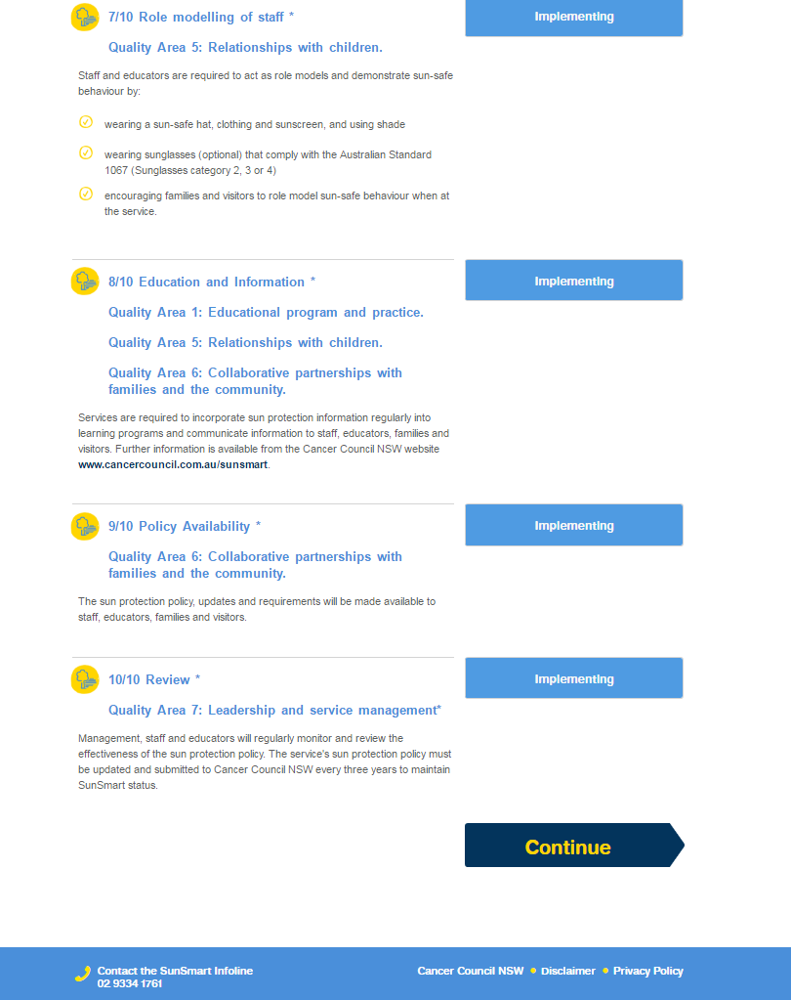 7/10 Role modelling of staff *
Implementing
Quality Area 5: Relationships with children.
Staff and educators are required to act as role models and demonstrate sun-safe
behaviour by:
wearing a sun-safe hat, clothing and sunscreen, and using shade
wearing sunglasses (optional) that comply with the Australian Standard
1067 (Sunglasses category 2, 3 or 4)
encouraging families and visitors to role model sun-safe behaviour when at
the service.
8/10 Education and Information *
Implementing
Quality Area 1: Educational program and practice.
Quality Area 5: Relationships with children.
Quality Area 6: Collaborative partnerships with
families and the community.
Services are required to incorporate sun protection information regularly into
learning programs and communicate information to staff, educators, families and
visitors. Further information is available from the Cancer Council NSW website
www.cancercouncil.com.au/sunsmart.
9/10 Policy Availability *
Implementing
Quality Area 6: Collaborative partnerships with
families and the community.
The sun protection policy, updates and requirements will be made available to
staff, educators, families and visitors.
10/10 Review *
Implementing
Quality Area 7: Leadership and service management*
Management, staff and educators will regularly monitor and review the
effectiveness of the sun protection policy. The service's sun protection policy must
be updated and submitted to Cancer Council NSW every three years to maintain
SunSmart status.
Continue
Contact the SunSmart Infoline
02 9334 1761
Cancer Council NSW • Disclaimer • Privacy Policy